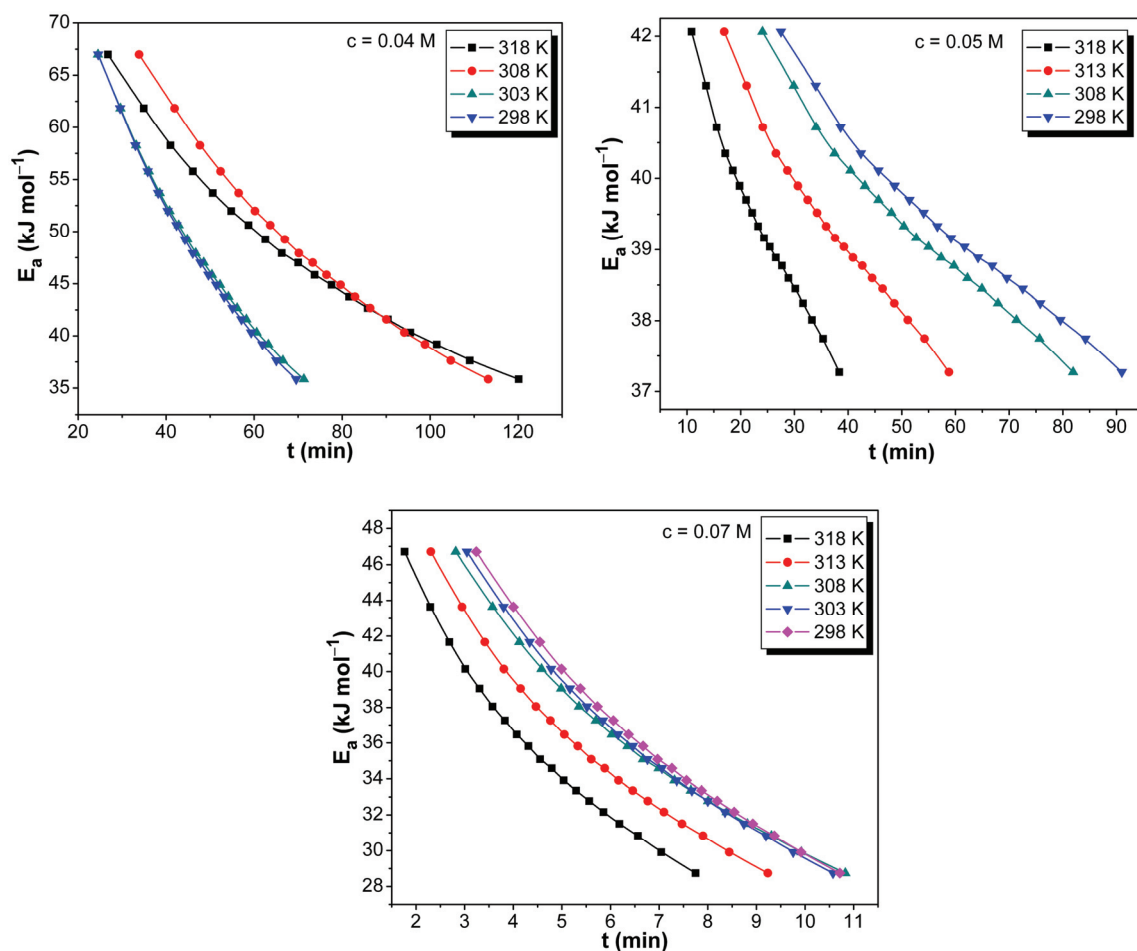 c = 0.04 M
318 K
308 K
303 K
298 K
70
65
60
55
50
45
40
35
Eₐ (kJ mol⁻¹)
20 40 60 80 100 120
t (min)
c = 0.05 M
318 K
313 K
308 K
298 K
42
41
40
39
38
37
Eₐ (kJ mol⁻¹)
10 20 30 40 50 60 70 80 90
t (min)
c = 0.07 M
318 K
313 K
308 K
303 K
298 K
48
46
44
42
40
38
36
34
32
30
28
Eₐ (kJ mol⁻¹)
2 3 4 5 6 7 8 9 10 11
t (min)